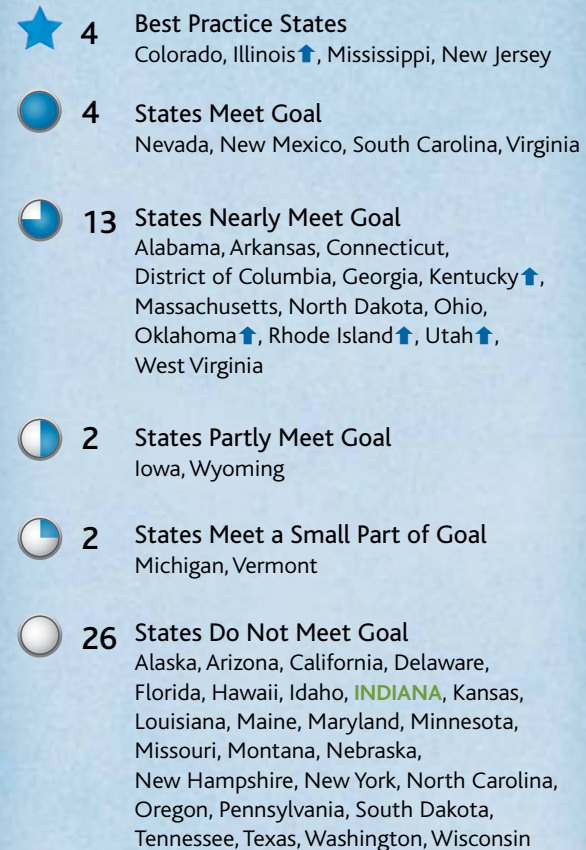 4 Best Practice States
Colorado, Illinois⬆, Mississippi, New Jersey
4 States Meet Goal
Nevada, New Mexico, South Carolina, Virginia
13 States Nearly Meet Goal
Alabama, Arkansas, Connecticut,
District of Columbia, Georgia, Kentucky⬆,
Massachusetts, North Dakota, Ohio,
Oklahoma⬆, Rhode Island⬆, Utah⬆,
West Virginia
2 States Partly Meet Goal
Iowa, Wyoming
2 States Meet a Small Part of Goal
Michigan, Vermont
26 States Do Not Meet Goal
Alaska, Arizona, California, Delaware,
Florida, Hawaii, Idaho, INDIANA, Kansas,
Louisiana, Maine, Maryland, Minnesota,
Missouri, Montana, Nebraska,
New Hampshire, New York, North Carolina,
Oregon, Pennsylvania, South Dakota,
Tennessee, Texas, Washington, Wisconsin